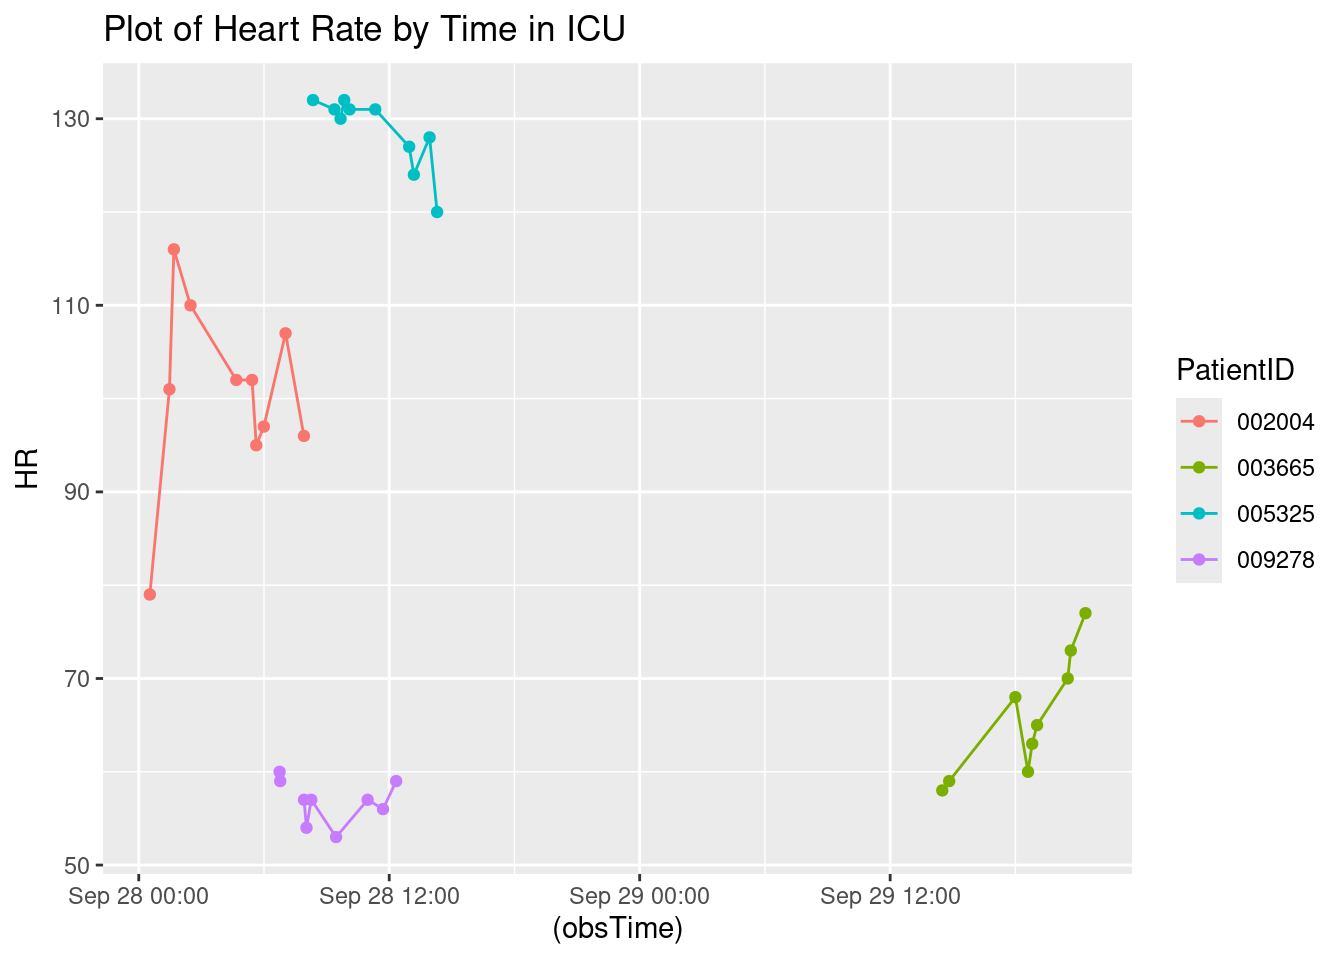 Plot of Heart Rate by Time in ICU
130
110
90
70
50
HR
Sep 28 00:00
Sep 28 12:00
Sep 29 00:00
Sep 29 12:00
(obsTime)
PatientID
002004
003665
005325
009278